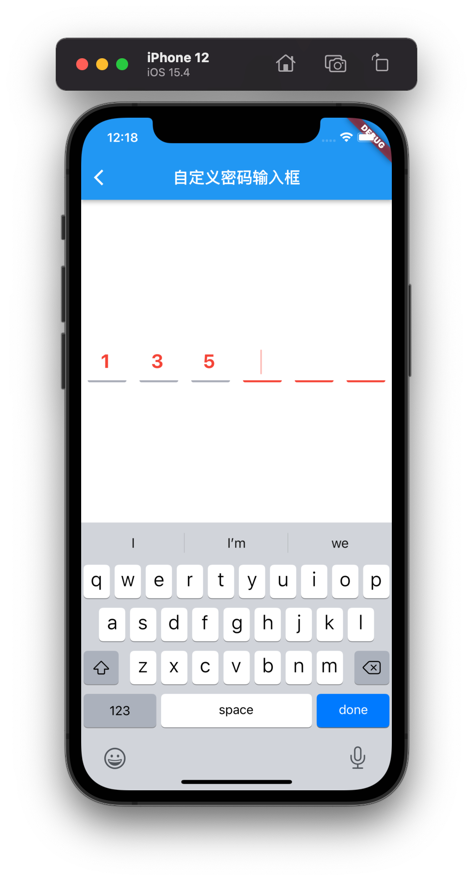 iPhone 12
iOS 15.4
12:18
DEBUG
自定义密码输入框
1 3 5
I I'm we
q w e r t y u i o p
a s d f g h j k l
z x c v b n m
123 space done